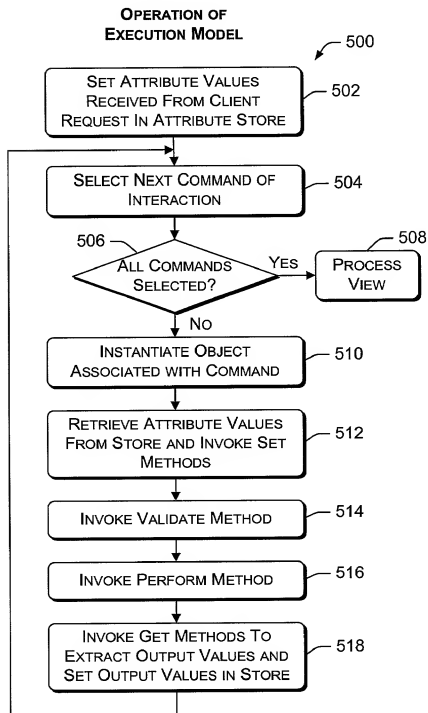 OPERATION OF
EXECUTION MODEL
500
SET ATTRIBUTE VALUES
RECEIVED FROM CLIENT
REQUEST IN ATTRIBUTE STORE
502
SELECT NEXT COMMAND OF
INTERACTION
504
506
ALL COMMANDS
SELECTED?
YES
508
PROCESS
VIEW
NO
INSTANTIATE OBJECT
ASSOCIATED WITH COMMAND
510
RETRIEVE ATTRIBUTE VALUES
FROM STORE AND INVOKE SET
METHODS
512
INVOKE VALIDATE METHOD
514
INVOKE PERFORM METHOD
516
INVOKE GET METHODS TO
EXTRACT OUTPUT VALUES AND
SET OUTPUT VALUES IN STORE
518